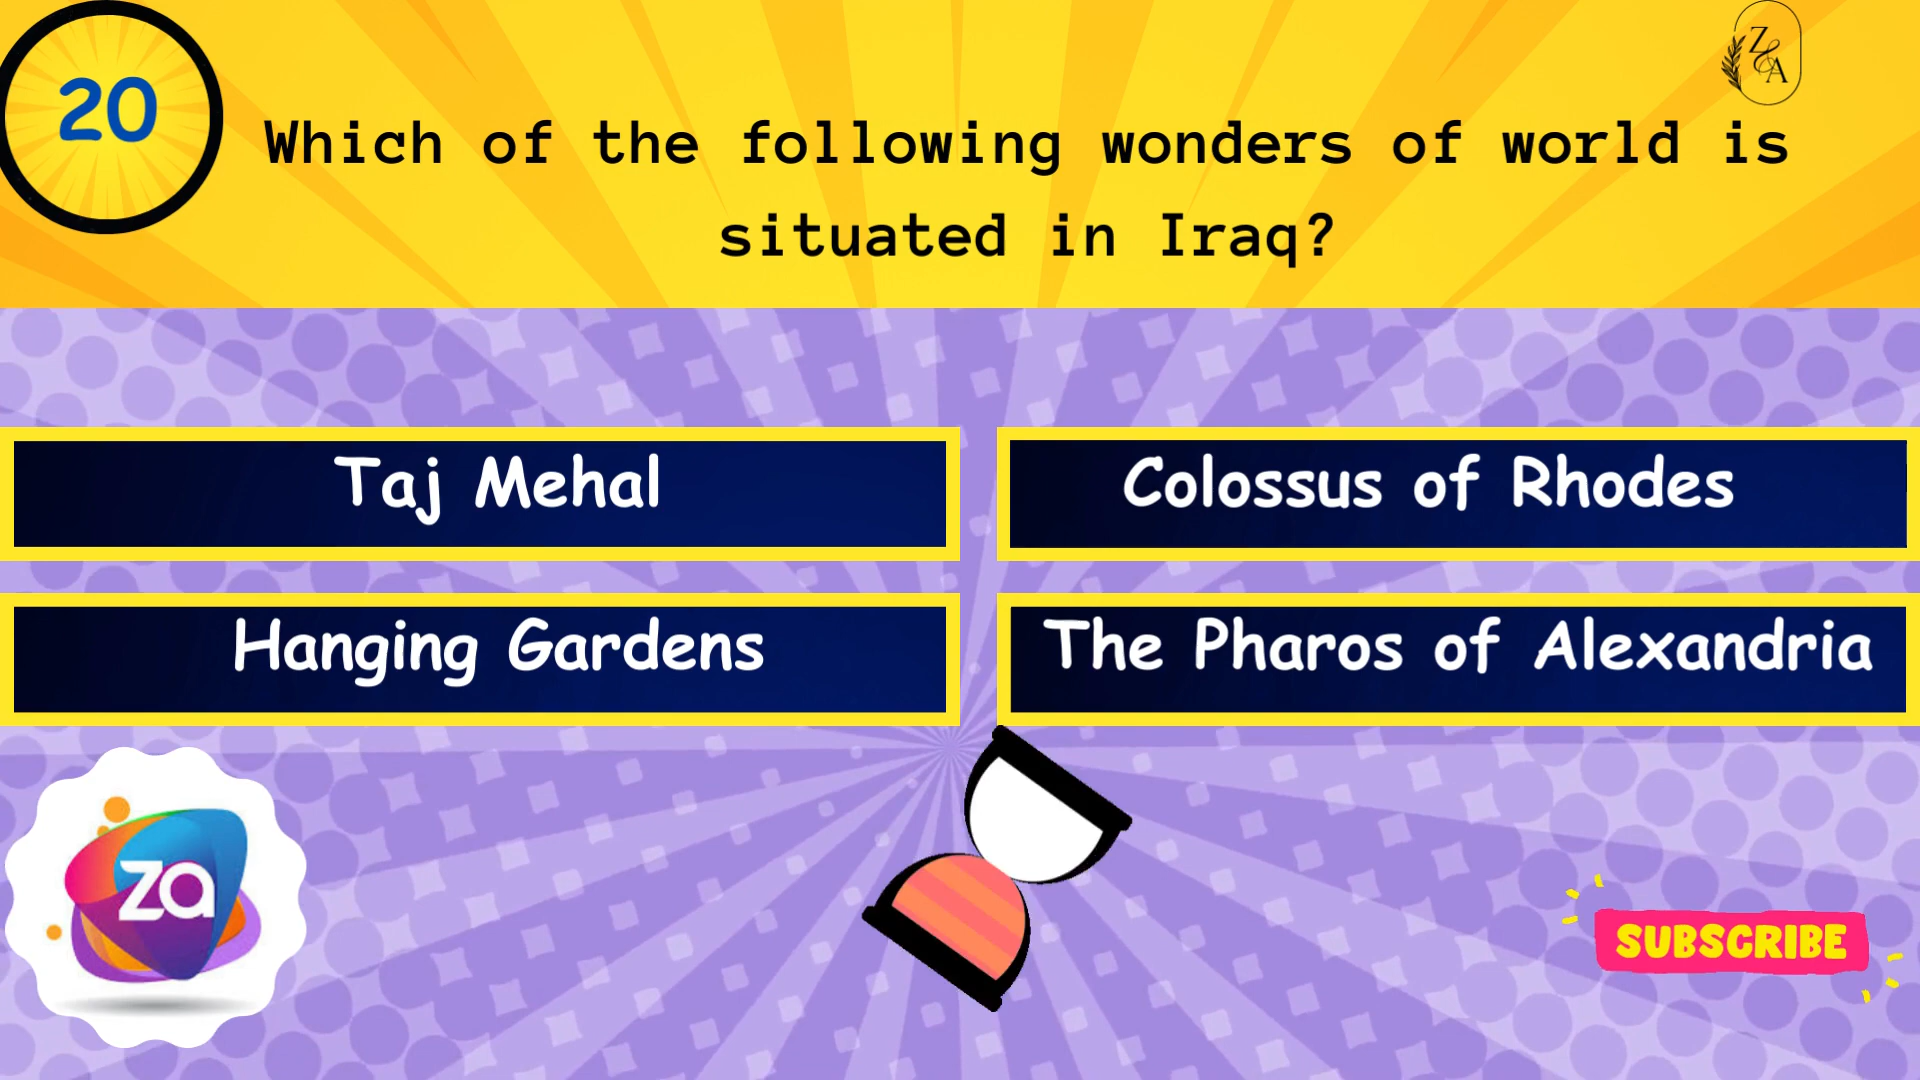 20
Z&A
Which of the following wonders of world is
situated in Iraq?
Taj Mehal
Colossus of Rhodes
Hanging Gardens
The Pharos of Alexandria
za
SUBSCRIBE